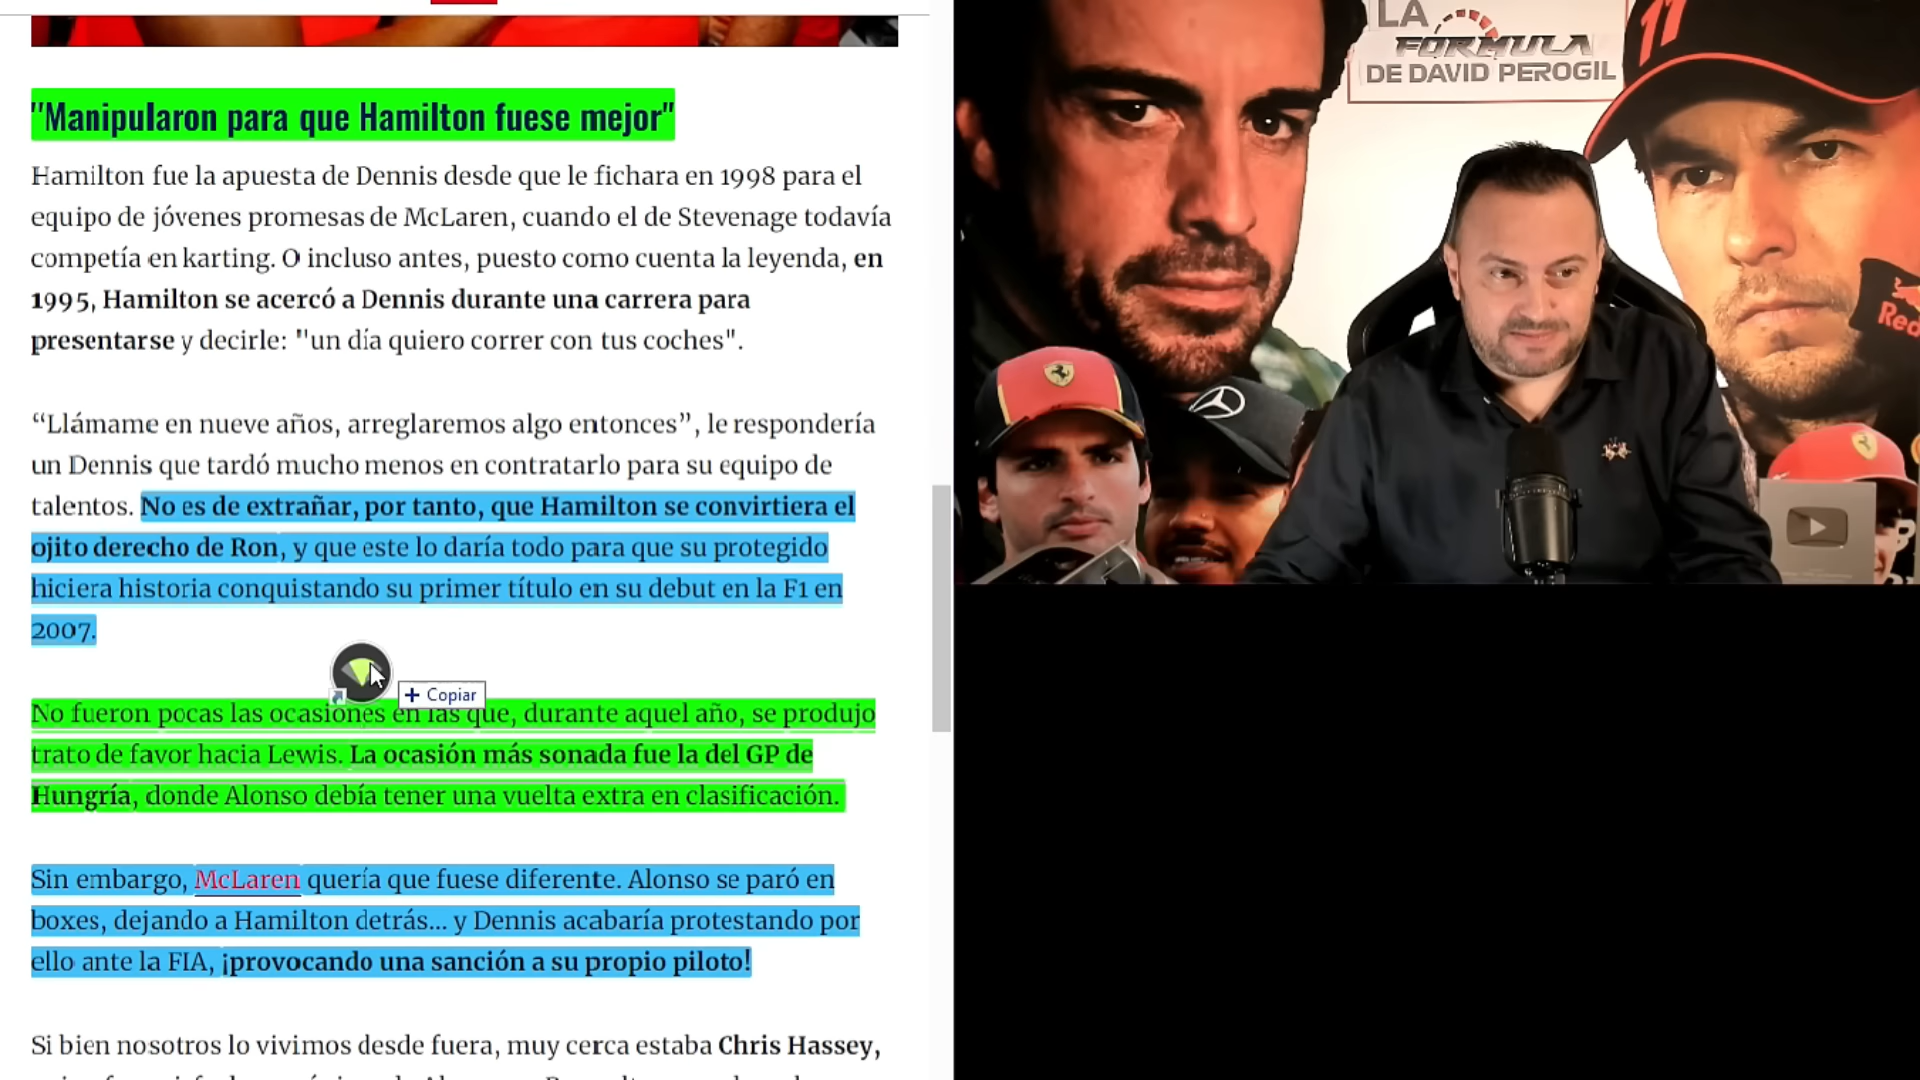 "Manipularon para que Hamilton fuese mejor"
Hamilton fue la apuesta de Dennis desde que le fichara en 1998 para el
equipo de jóvenes promesas de McLaren, cuando el de Stevenage todavía
competía en karting. O incluso antes, puesto como cuenta la leyenda, en
1995, Hamilton se acercó a Dennis durante una carrera para
presentarse y decirle: "un día quiero correr con tus coches".
“Llámame en nueve años, arreglaremos algo entonces”, le respondería
un Dennis que tardó mucho menos en contratarlo para su equipo de
talentos. No es de extrañar, por tanto, que Hamilton se convirtiera el
ojito derecho de Ron, y que este lo daría todo para que su protegido
hiciera historia conquistando su primer título en su debut en la F1 en
2007.
+ Copiar
No fueron pocas las ocasiones en las que, durante aquel año, se produjo
trato de favor hacia Lewis. La ocasión más sonada fue la del GP de
Hungría, donde Alonso debía tener una vuelta extra en clasificación.
Sin embargo, McLaren quería que fuese diferente. Alonso se paró en
boxes, dejando a Hamilton detrás... y Dennis acabaría protestando por
ello ante la FIA, ¡provocando una sanción a su propio piloto!
Si bien nosotros lo vivimos desde fuera, muy cerca estaba Chris Hassey,
LA
FORMULA
DE DAVID PEROGIL
11
Red